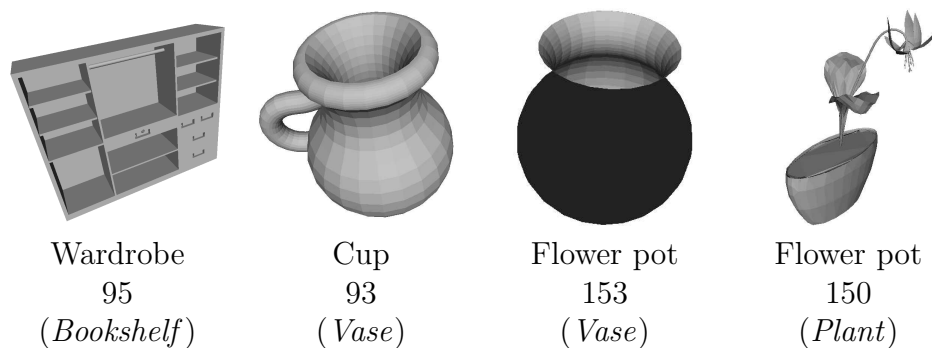 Wardrobe
95
(Bookshelf)
Cup
93
(Vase)
Flower pot
153
(Vase)
Flower pot
150
(Plant)